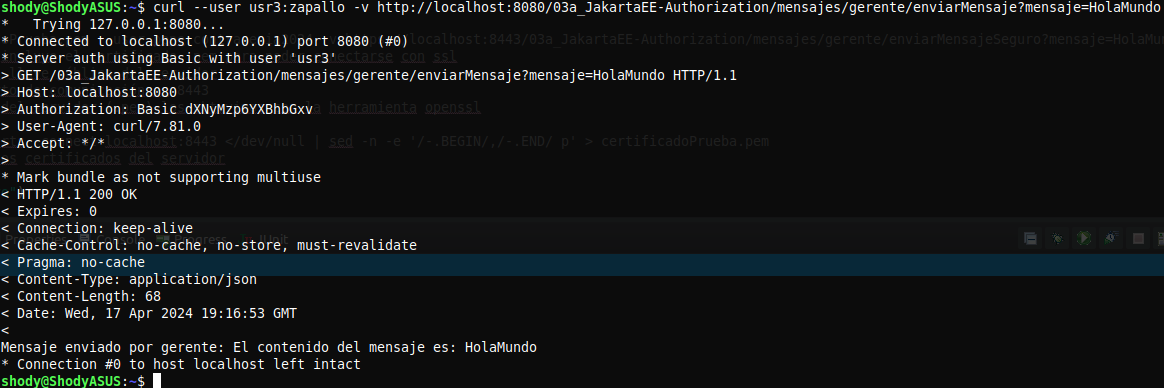 shody@ShodyASUS:~$ curl --user usr3:zapallo -v http://localhost:8080/03a_JakartaEE-Authorization/mensajes/gerente/enviarMensaje?mensaje=HolaMundo
*   Trying 127.0.0.1:8080...
* Connected to localhost (127.0.0.1) port 8080 (#0)
* Server auth using Basic with user 'usr3'
> GET /03a_JakartaEE-Authorization/mensajes/gerente/enviarMensaje?mensaje=HolaMundo HTTP/1.1
> Host: localhost:8080
> Authorization: Basic dXNyMzp6YXBhbGxv
> User-Agent: curl/7.81.0
> Accept: */*
>
* Mark bundle as not supporting multiuse
< HTTP/1.1 200 OK
< Expires: 0
< Connection: keep-alive
< Cache-Control: no-cache, no-store, must-revalidate
< Pragma: no-cache
< Content-Type: application/json
< Content-Length: 68
< Date: Wed, 17 Apr 2024 19:16:53 GMT
<
Mensaje enviado por gerente: El contenido del mensaje es: HolaMundo
* Connection #0 to host localhost left intact
shody@ShodyASUS:~$